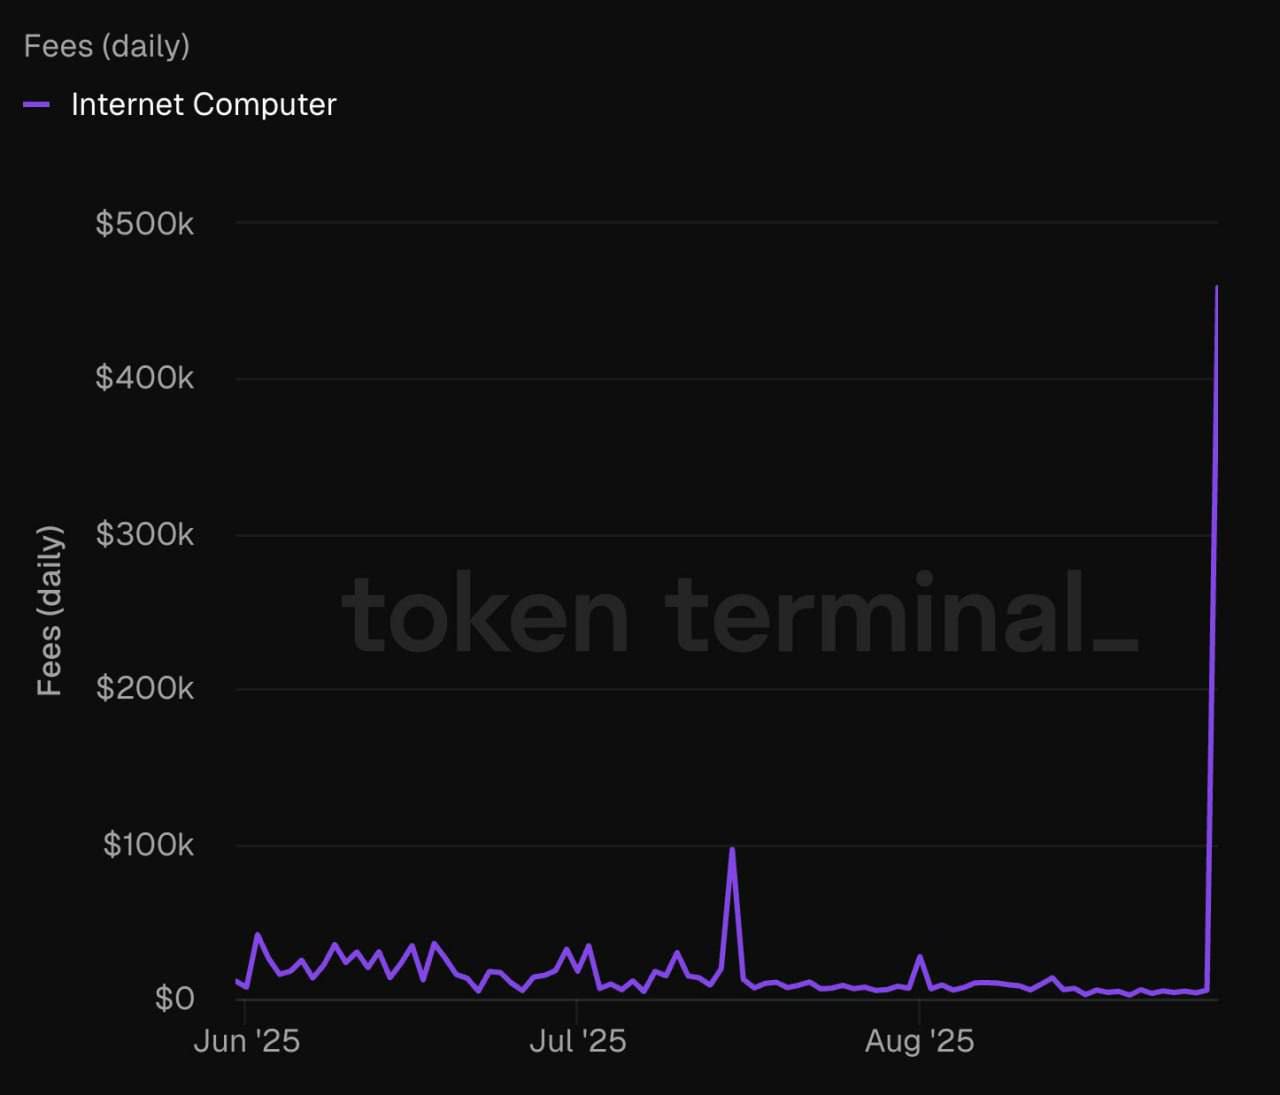 Fees (daily)
Internet Computer
$500k
$400k
$300k
$200k
$100k
$0
Fees (daily)
token terminal_
Jun '25
Jul '25
Aug '25